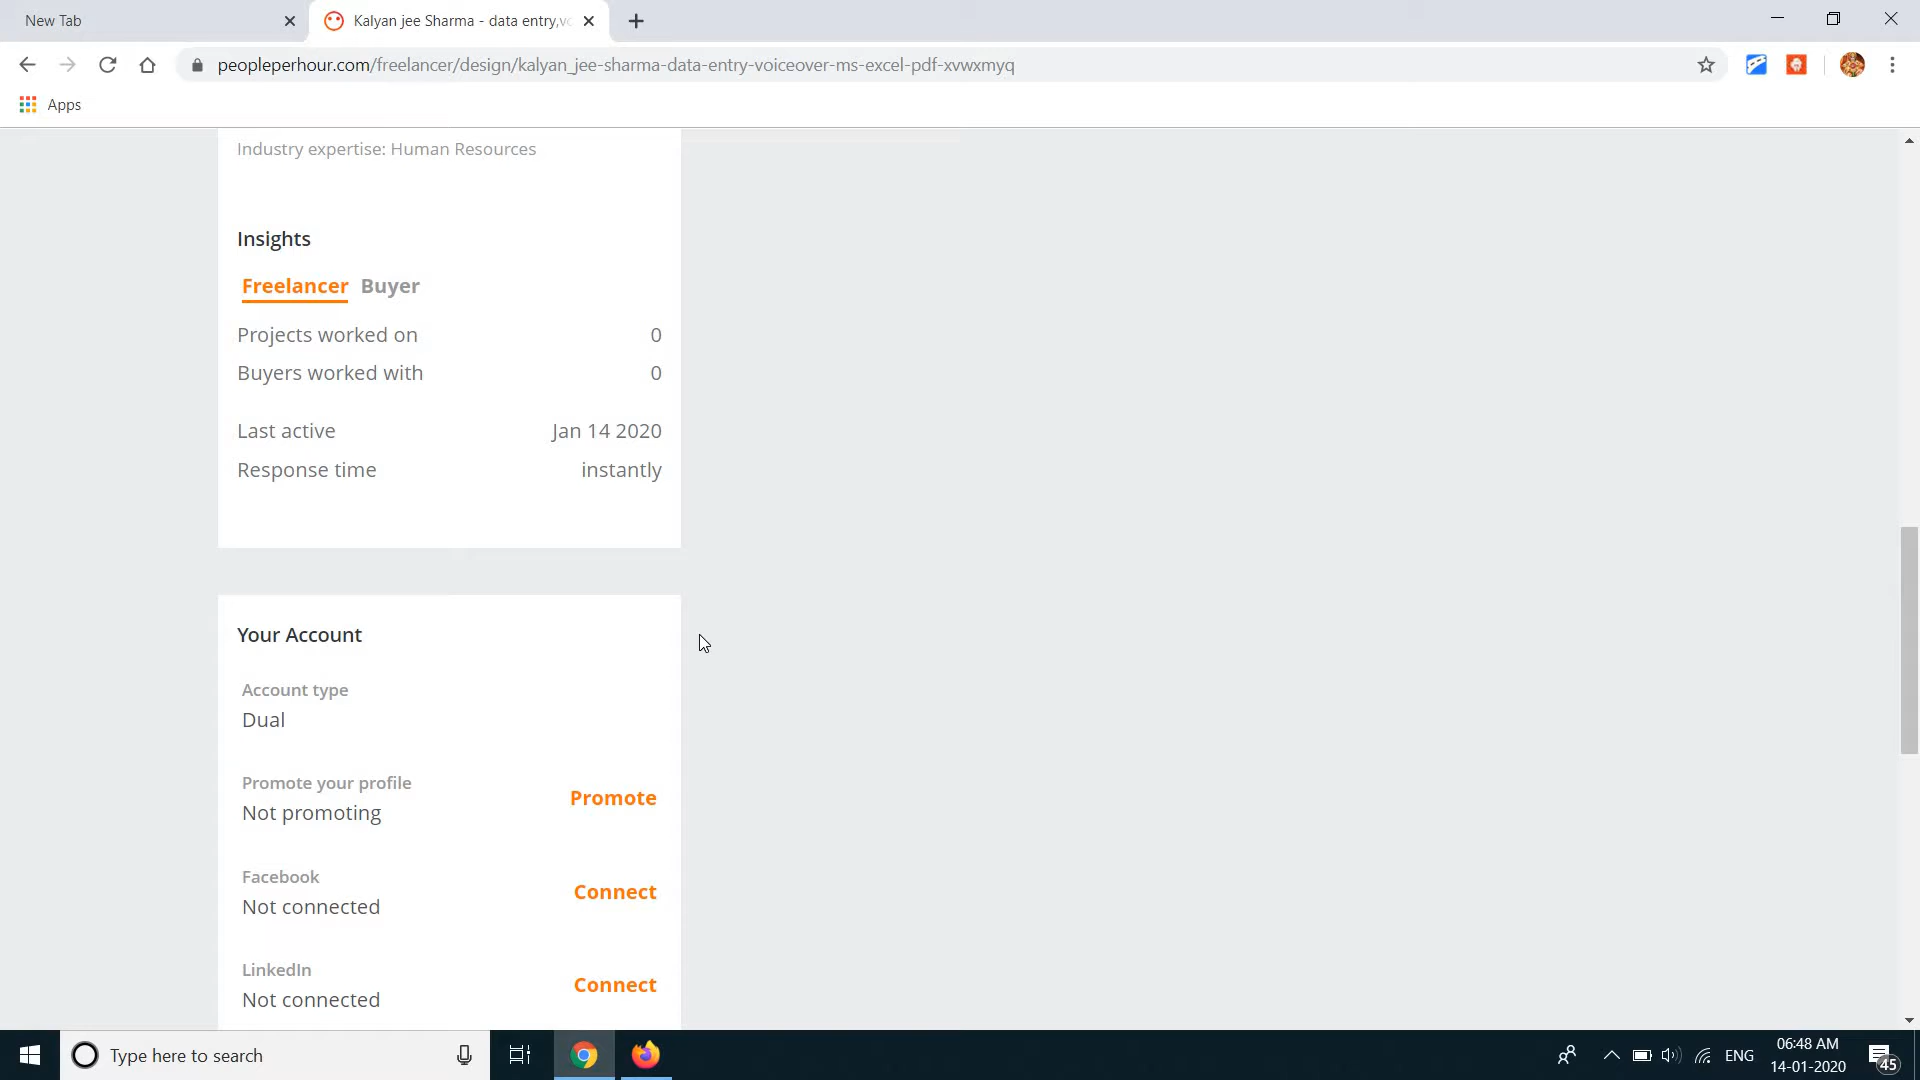 New Tab
Kalyan jee Sharma - data entry,vo
peopleperhour.com/freelancer/design/kalyan_jee-sharma-data-entry-voiceover-ms-excel-pdf-xvwxmyq
Apps
Industry expertise: Human Resources
Insights
Freelancer Buyer
Projects worked on 0
Buyers worked with 0
Last active Jan 14 2020
Response time instantly
Your Account
Account type
Dual
Promote your profile
Not promoting
Promote
Facebook
Not connected
Connect
LinkedIn
Not connected
Connect
Type here to search
ENG
06:48 AM
14-01-2020
45